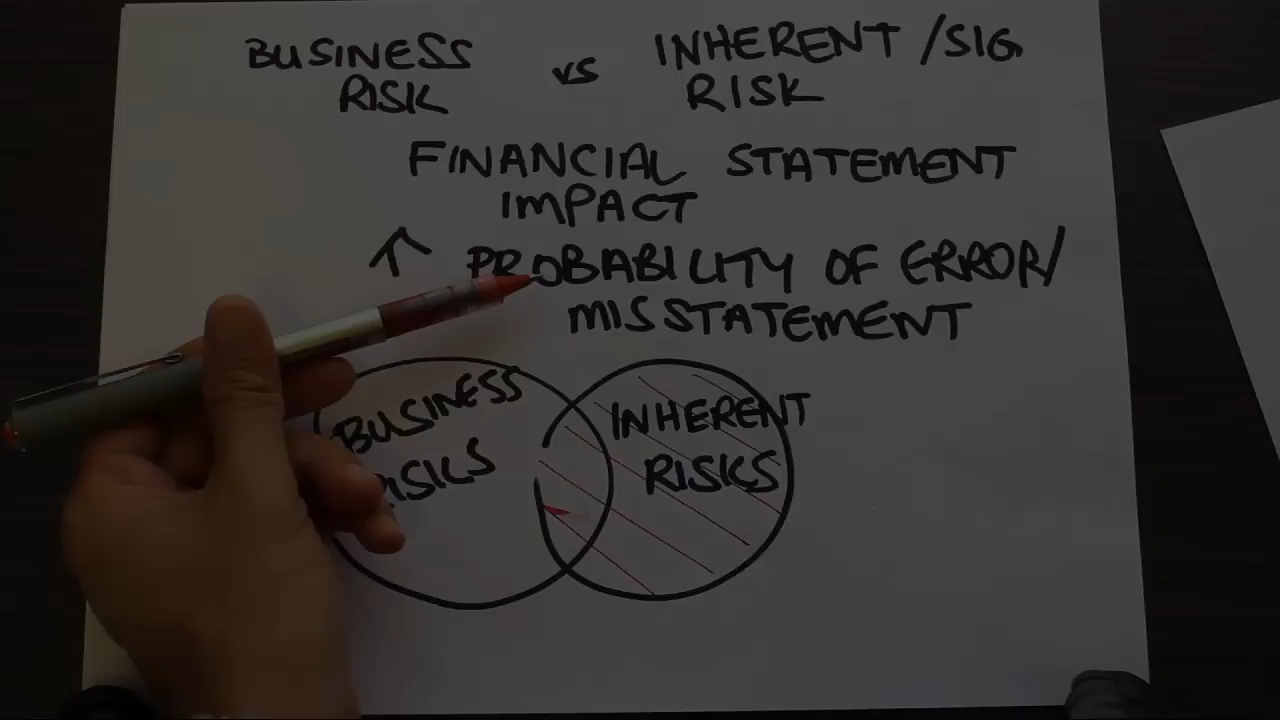 BUSINESS RISK vs INHERENT / SIG. RISK
FINANCIAL STATEMENT
IMPACT
↑ PROBABILITY OF ERROR/
MISSTATEMENT
BUSINESS
RISKS
INHERENT
RISKS